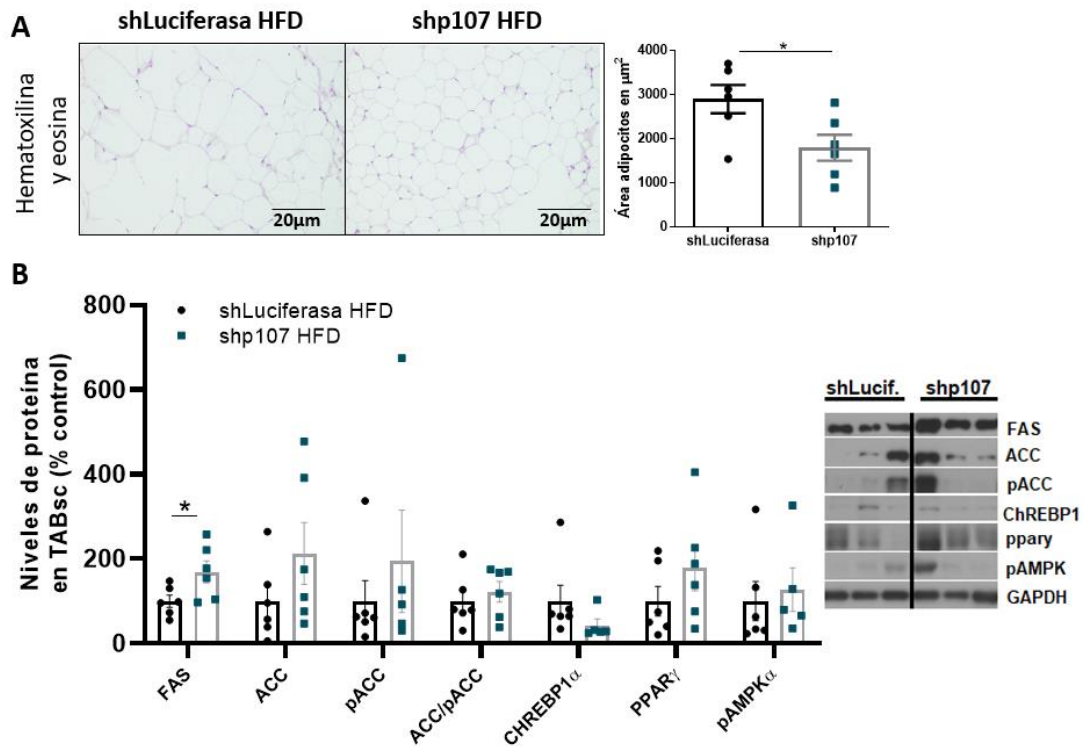 A
shLuciferasa HFD
shp107 HFD
Hematoxilina
y eosina
20µm
20µm
Área adipocitos en µm²
4000
3000
2000
1000
0
*
shLuciferasa
shp107
B
Niveles de proteína
en TABsc (% control)
800
600
400
200
0
shLuciferasa HFD
shp107 HFD
*
FAS
ACC
pACC
ACC/pACC
CHREBP1α
PPARγ
pAMPKα
shLucif.
shp107
FAS
ACC
pACC
ChREBP1
ppary
pAMPK
GAPDH